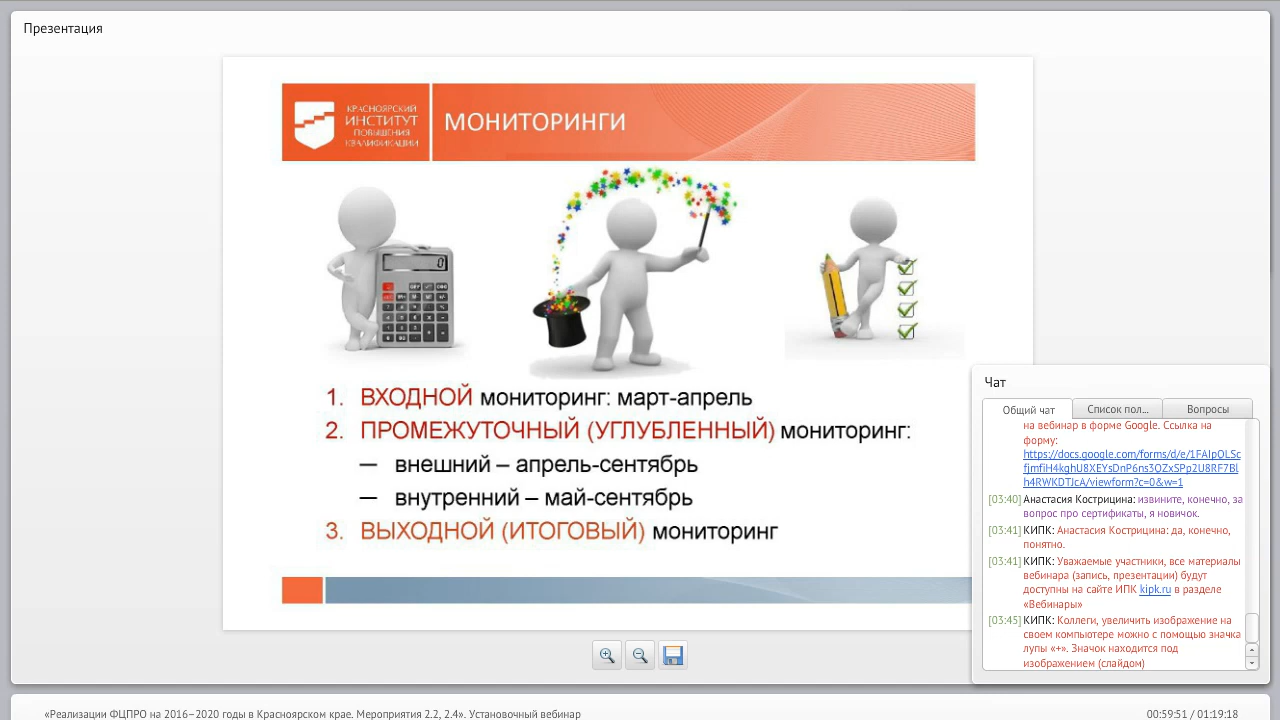 Презентация
КРАСНОЯРСКИЙ
ИНСТИТУТ
ПОВЫШЕНИЯ
КВАЛИФИКАЦИИ
МОНИТОРИНГИ
1. ВХОДНОЙ мониторинг: март-апрель
2. ПРОМЕЖУТОЧНЫЙ (УГЛУБЛЕННЫЙ) мониторинг:
— внешний – апрель-сентябрь
— внутренний – май-сентябрь
3. ВЫХОДНОЙ (ИТОГОВЫЙ) мониторинг
Чат
Общий чат
Список пол...
Вопросы
на вебинар в форме Google. Ссылка на
форму:
https://docs.google.com/forms/d/e/1FAIpQLSc
fjmfiH4kghU8XEYsDnP6ns3OZxSPp2U8RF7Bl
h4RWKDTJcA/viewform?c=0&w=1
[03:40] Анастасия Кострицина: извините, конечно, за
вопрос про сертификаты, я новичок.
[03:41] КИПК: Анастасия Кострицина: да, конечно,
понятно.
[03:41] КИПК: Уважаемые участники, все материалы
вебинара (запись, презентации) будут
доступны на сайте ИПК kipk.ru в разделе
«Вебинары»
[03:45] КИПК: Коллеги, увеличить изображение на
своем компьютере можно с помощью значка
лупы «+». Значок находится под
изображением (слайдом)
«Реализации ФЦПРО на 2016–2020 годы в Красноярском крае. Мероприятия 2.2, 2.4». Установочный вебинар
00:59:51 / 01:19:18